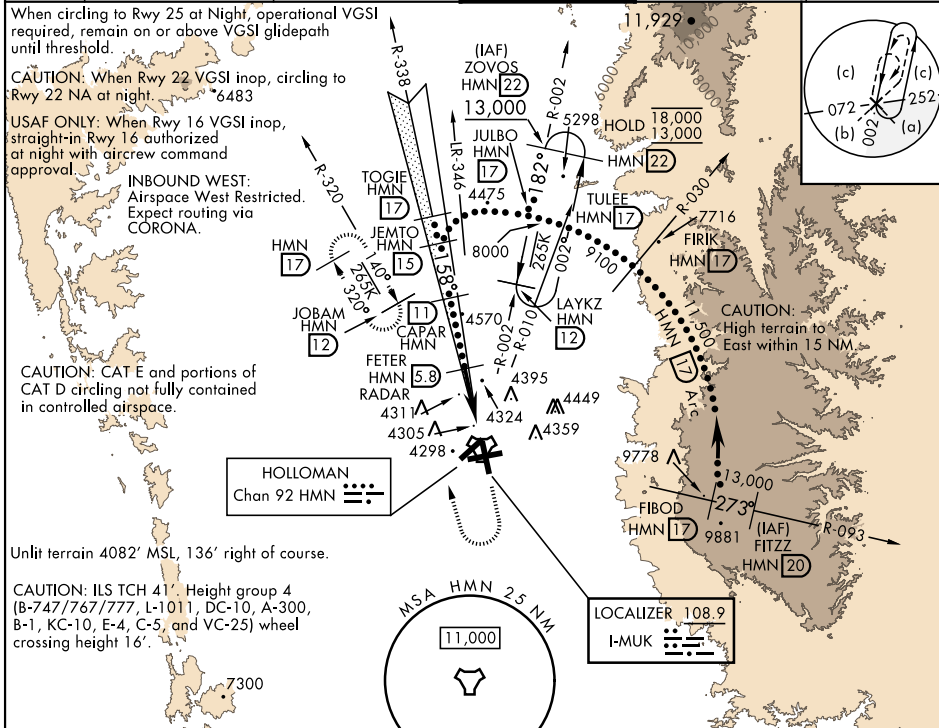 When circling to Rwy 25 at Night, operational VGSI
required, remain on or above VGSI glidepath
until threshold.
CAUTION: When Rwy 22 VGSI inop, circling to
Rwy 22 NA at night.
6483
USAF ONLY: When Rwy 16 VGSI inop,
straight-in Rwy 16 authorized
at night with aircrew command
approval.
INBOUND WEST:
Airspace West Restricted.
Expect routing via
CORONA.
R-338
(IAF)
ZOVOS
HMN 22
13,000
R-002
5298
11,929
10,000
6000
8000
HOLD 18,000
13,000
HMN 22
(c)
(c)
072
252
(b)
002°
(a)
R-320
LR-346
JULBO
HMN
17
4475
182°
TOGIE
HMN
17
TULEE
HMN 17
R-030
7716
FIRIK
HMN 17
JEMTO
HMN
15
8000
265K
002°
9100
HMN
17
140°
265K
320°
158°
JOBAM
HMN
12
11
CAPAR
HMN
4570
R-002
R-010
LAYKZ
HMN
12
11,500
HMN 17 Arc
CAUTION:
High terrain to
East within 15 NM.
CAUTION: CAT E and portions of
CAT D circling not fully contained
in controlled airspace.
FETER
HMN 5.8
RADAR
4395
4311
4324
4449
4305
4359
4298
9778
13,000
273°
HOLLOMAN
Chan 92 HMN
FIBOD
HMN 17
9881
(IAF)
FITZZ
HMN 20
R-093
Unlit terrain 4082' MSL, 136' right of course.
CAUTION: ILS TCH 41'. Height group 4
(B-747/767/777, L-1011, DC-10, A-300,
B-1, KC-10, E-4, C-5, and VC-25) wheel
crossing height 16'.
MSA HMN 25 NM
11,000
LOCALIZER 108.9
I-MUK
7300